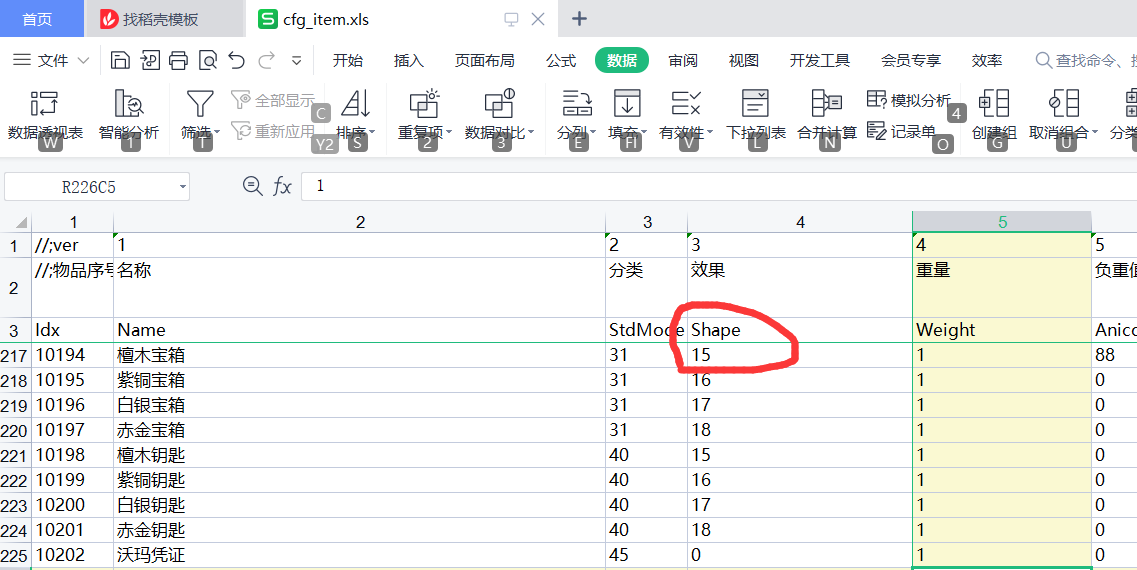 首页 找稻壳模板 cfg_item.xls
文件 开始 插入 页面布局 公式 数据 审阅 视图 开发工具 会员专享 效率 查找命令、
全部显示 模拟分析
数据透视表 智能分析 筛选 重新应用 排序 重复项 数据对比 分列 填充 有效性 下拉列表 合并计算 记录单 创建组 取消组合
W 1 T C Y2 S 2 3 E FI V L N 4 O G U
R226C5 fx 1
1 2 3 4 5
1 //;ver 1 2 3 4 5
2 //;物品序号 名称 分类 效果 重量 负重值
3 Idx Name StdMode Shape Weight Anico
217 10194 檀木宝箱 31 15 1 88
218 10195 紫铜宝箱 31 16 1 0
219 10196 白银宝箱 31 17 1 0
220 10197 赤金宝箱 31 18 1 0
221 10198 檀木钥匙 40 15 1 0
222 10199 紫铜钥匙 40 16 1 0
223 10200 白银钥匙 40 17 1 0
224 10201 赤金钥匙 40 18 1 0
225 10202 沃玛凭证 45 0 1 0